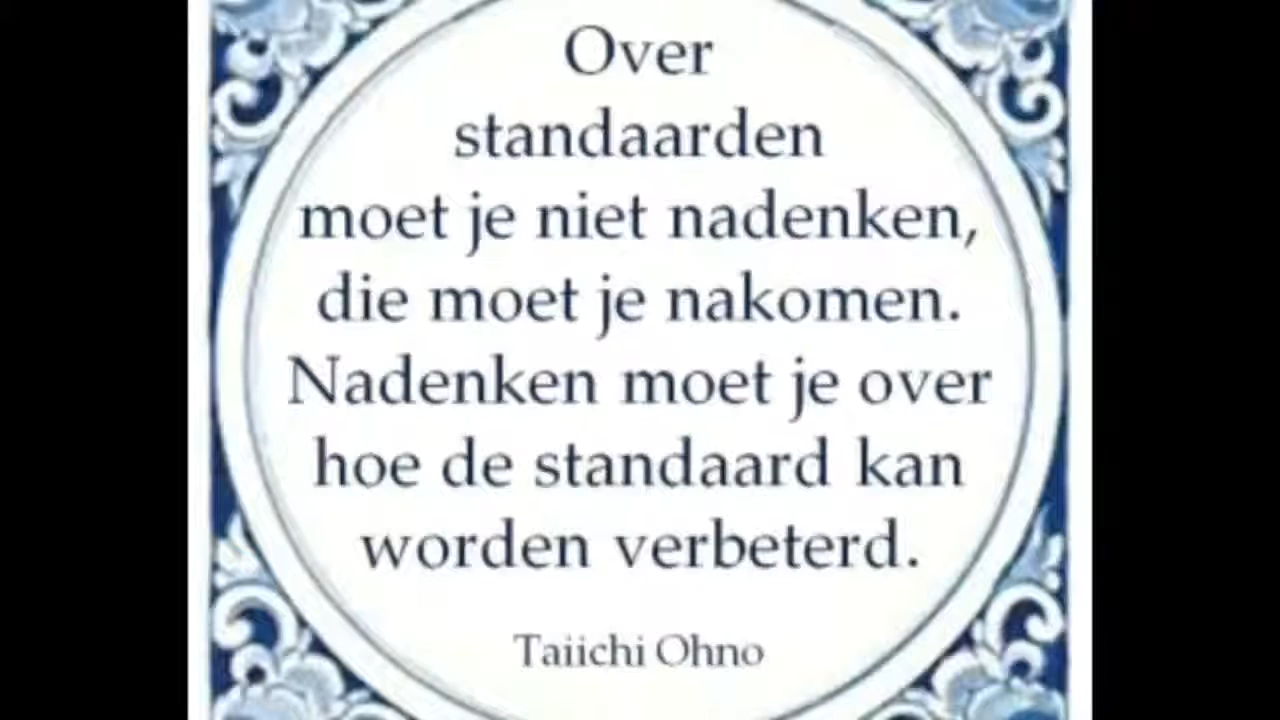 Over
standaarden
moet je niet nadenken,
die moet je nakomen.
Nadenken moet je over
hoe de standaard kan
worden verbeterd.
Taiichi Ohno